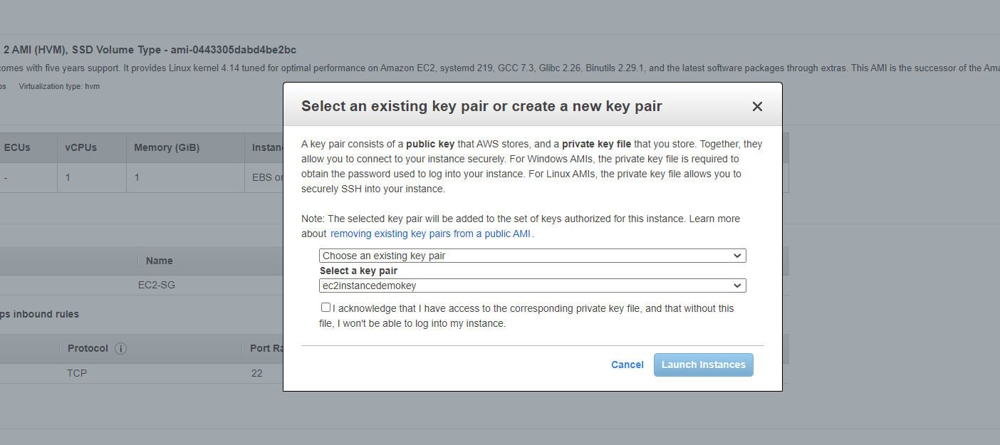 2 AMI (HVM), SSD Volume Type - ami-0443305dabd4be2bc
comes with five years support. It provides Linux kernel 4.14 tuned for optimal performance on Amazon EC2, systemd 219, GCC 7.3, Glibc 2.26, Binutils 2.29.1, and the latest software packages through extras. This AMI is the successor of the
Virtualization type: hvm
Select an existing key pair or create a new key pair
A key pair consists of a public key that AWS stores, and a private key file that you store. Together, they
allow you to connect to your instance securely. For Windows AMIs, the private key file is required to
obtain the password used to log into your instance. For Linux AMIs, the private key file allows you to
securely SSH into your instance.
Note: The selected key pair will be added to the set of keys authorized for this instance. Learn more
about removing existing key pairs from a public AMI .
Choose an existing key pair
Select a key pair
ec2instancedemokey
I acknowledge that I have access to the corresponding private key file, and that without this
file, I won't be able to log into my instance.
Cancel Launch Instances
ECUs vCPUs Memory (GiB)
- 1 1 EBS
Name
EC2-SG
inbound rules
Protocol i Port
TCP 22